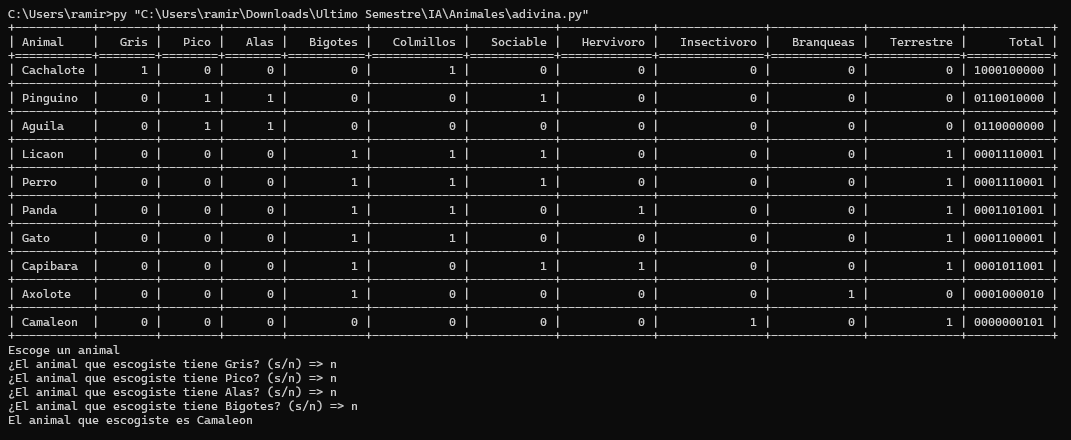 C:\Users\ramir>py "C:\Users\ramir\Downloads\Ultimo Semestre\IA\Animales\adivina.py"
| Animal | Gris | Pico | Alas | Bigotes | Colmillos | Sociable | Hervivoro | Insectivoro | Branqueas | Terrestre | Total |
| Cachalote | 1 | 0 | 0 | 0 | 1 | 0 | 0 | 0 | 0 | 0 | 1000100000 |
| Pinguino | 0 | 1 | 1 | 0 | 0 | 1 | 0 | 0 | 0 | 0 | 0110010000 |
| Aguila | 0 | 1 | 1 | 0 | 0 | 0 | 0 | 0 | 0 | 0 | 0110000000 |
| Licaon | 0 | 0 | 0 | 1 | 1 | 1 | 0 | 0 | 0 | 1 | 0001110001 |
| Perro | 0 | 0 | 0 | 1 | 1 | 1 | 0 | 0 | 0 | 1 | 0001110001 |
| Panda | 0 | 0 | 0 | 1 | 1 | 0 | 1 | 0 | 0 | 1 | 0001101001 |
| Gato | 0 | 0 | 0 | 1 | 1 | 0 | 0 | 0 | 0 | 1 | 0001100001 |
| Capibara | 0 | 0 | 0 | 1 | 0 | 1 | 1 | 0 | 0 | 1 | 0001011001 |
| Axolote | 0 | 0 | 0 | 1 | 0 | 0 | 0 | 0 | 1 | 0 | 0001000010 |
| Camaleon | 0 | 0 | 0 | 0 | 0 | 0 | 0 | 1 | 0 | 1 | 0000000101 |
Escoge un animal
¿El animal que escogiste tiene Gris? (s/n) => n
¿El animal que escogiste tiene Pico? (s/n) => n
¿El animal que escogiste tiene Alas? (s/n) => n
¿El animal que escogiste tiene Bigotes? (s/n) => n
El animal que escogiste es Camaleon